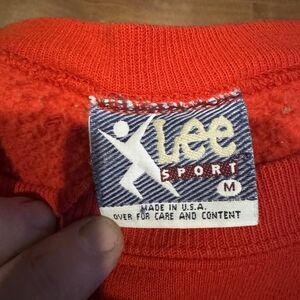 Lee
SPORT
M
MADE IN U.S.A.
OVER FOR CARE AND CONTENT